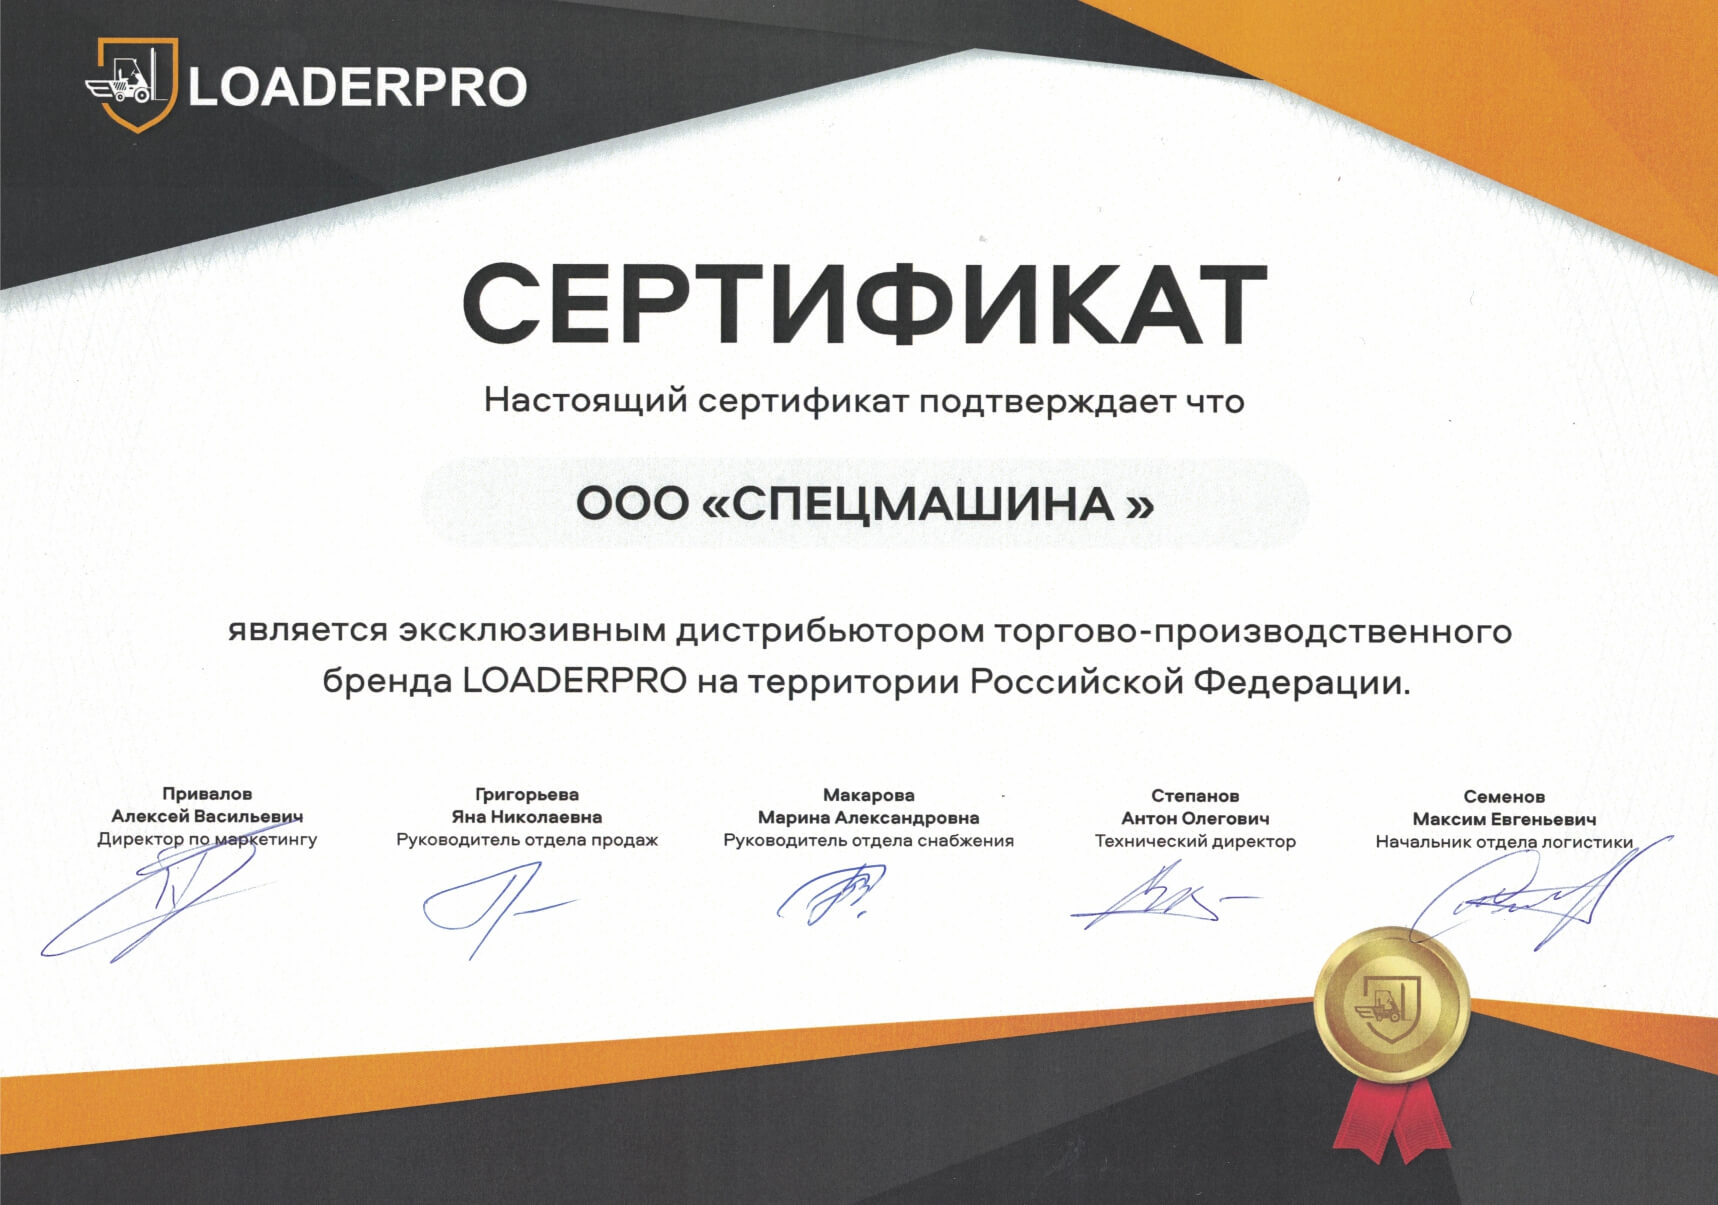 LOADERPRO
СЕРТИФИКАТ
Настоящий сертификат подтверждает что
ООО «СПЕЦМАШИНА »
является эксклюзивным дистрибьютором торгово-производственного
бренда LOADERPRO на территории Российской Федерации.
Привалов
Алексей Васильевич
Директор по маркетингу
Григорьева
Яна Николаевна
Руководитель отдела продаж
Макарова
Марина Александровна
Руководитель отдела снабжения
Степанов
Антон Олегович
Технический директор
Семенов
Максим Евгеньевич
Начальник отдела логистики